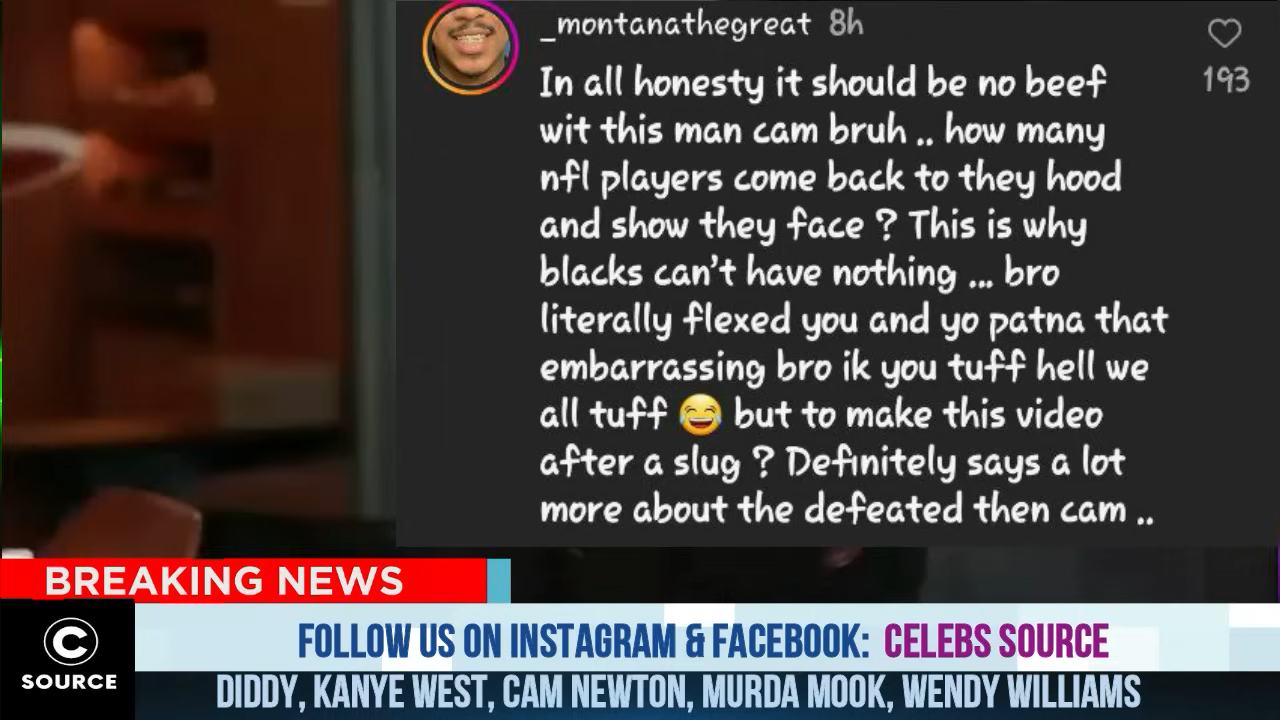 _montanathegreat 8h
193
In all honesty it should be no beef
wit this man cam bruh .. how many
nfl players come back to they hood
and show they face ? This is why
blacks can't have nothing ... bro
literally flexed you and yo patna that
embarrassing bro ik you tuff hell we
all tuff 😂 but to make this video
after a slug ? Definitely says a lot
more about the defeated then cam ..
BREAKING NEWS
C
SOURCE
FOLLOW US ON INSTAGRAM & FACEBOOK: CELEBS SOURCE
DIDDY, KANYE WEST, CAM NEWTON, MURDA MOOK, WENDY WILLIAMS